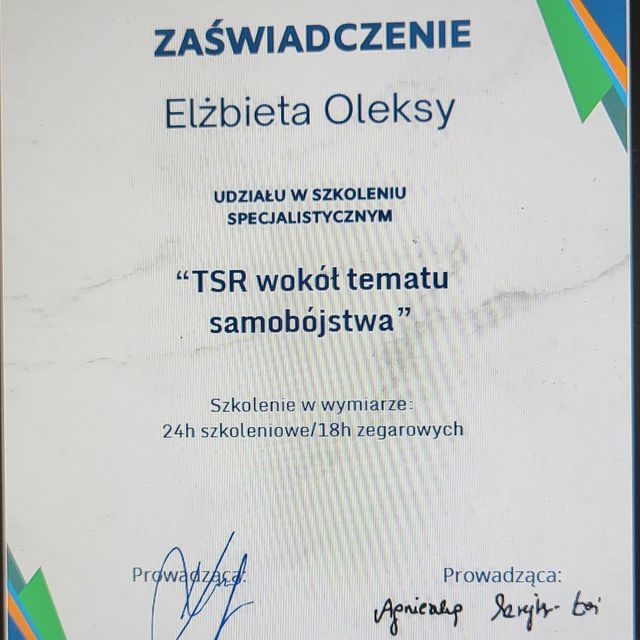 ZAŚWIADCZENIE
Elżbieta Oleksy
UDZIAŁU W SZKOLENIU
SPECJALISTYCZNYM
“TSR wokół tematu
samobójstwa”
Szkolenie w wymiarze:
24h szkoleniowe/18h zegarowych
Prowadząca: Prowadząca: